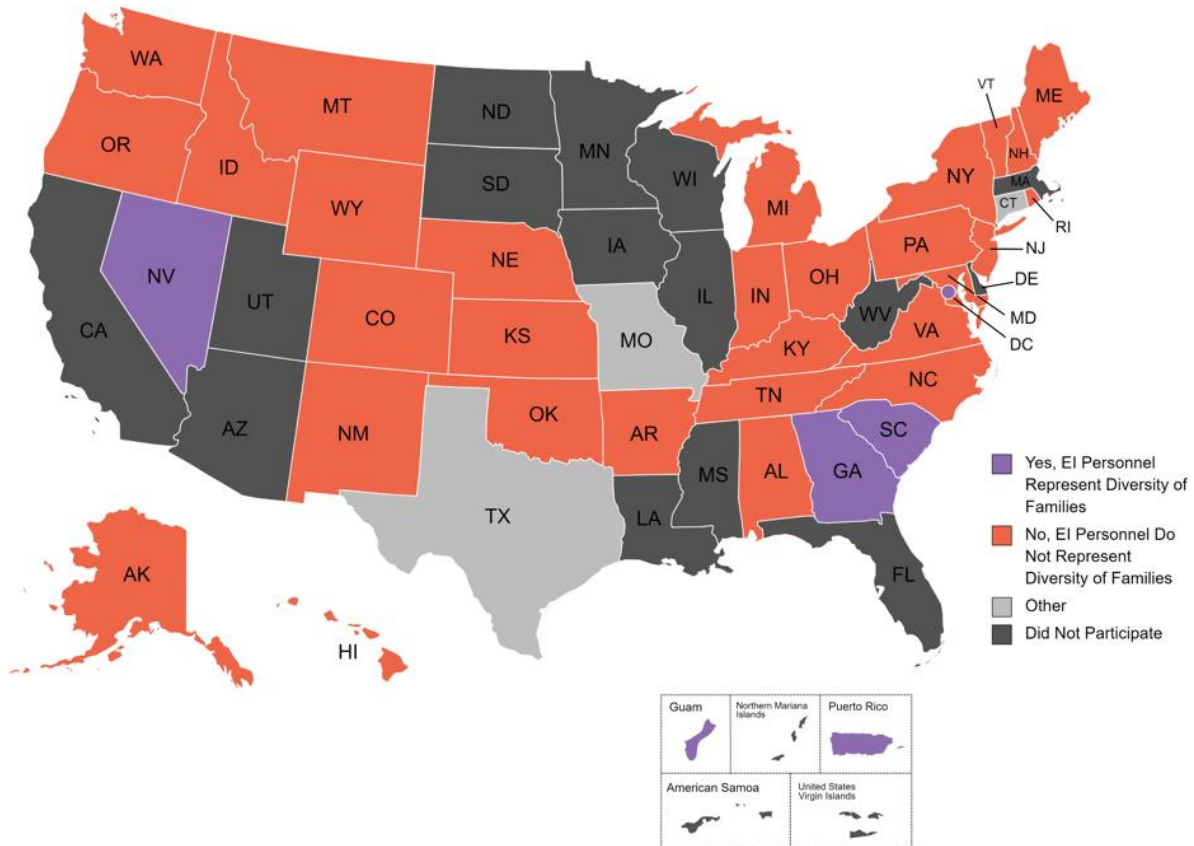 WA
MT
ND
MN
VT
ME
OR
ID
SD
WI
NH
NY
MA
WY
MI
CT
RI
IA
PA
NJ
NE
NV
OH
DE
UT
IL
IN
CA
CO
WV
MD
KS
MO
VA
DC
KY
NC
TN
OK
AZ
NM
AR
SC
MS
AL
GA
TX
LA
FL
AK
HI
Yes, EI Personnel
Represent Diversity of
Families
No, EI Personnel Do
Not Represent
Diversity of Families
Other
Did Not Participate
Guam
Northern Mariana
Islands
Puerto Rico
American Samoa
United States
Virgin Islands